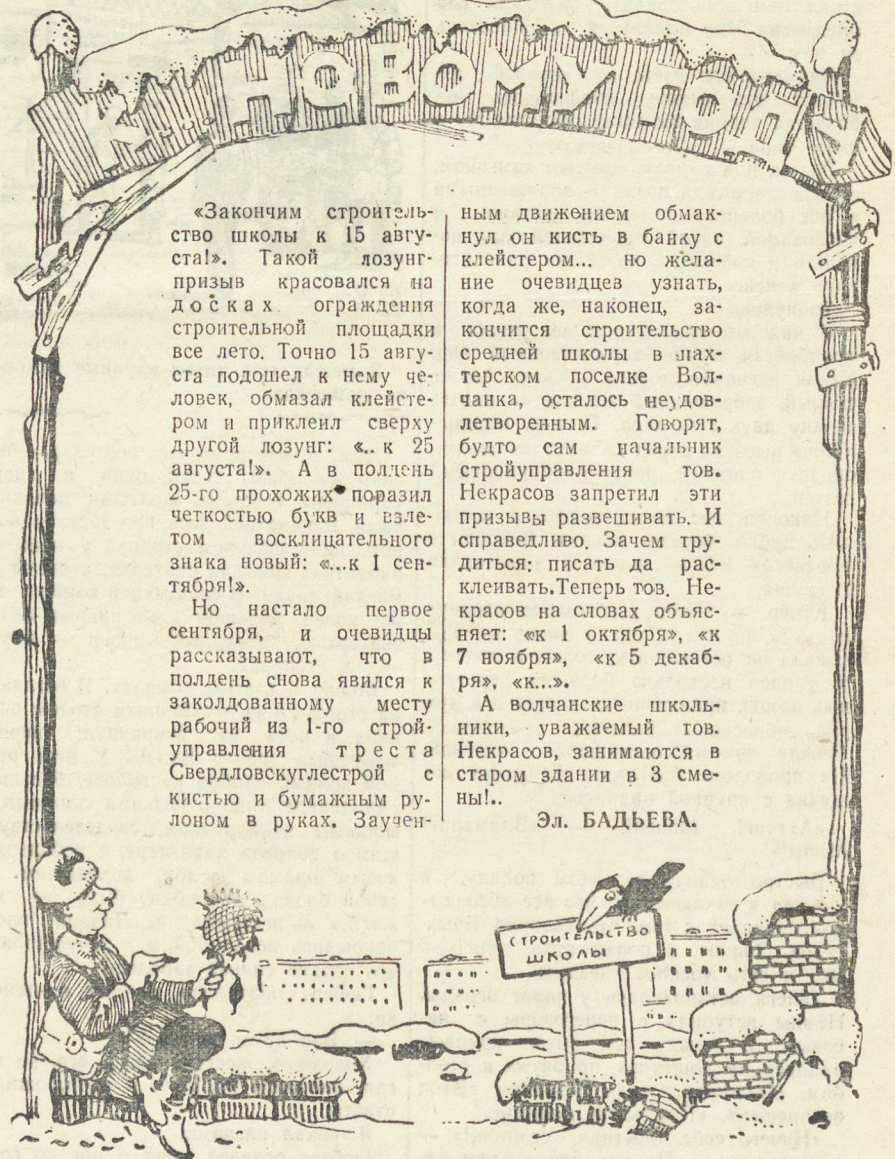 К НОВОМУ ГОДУ
«Закончим строитель-
ство школы к 15 авгу-
ста!». Такой лозунг-
призыв красовался на
досках ограждения
строительной площадки
все лето. Точно 15 авгу-
ста подошел к нему че-
ловек, обмазал клейсте-
ром и приклеил сверху
другой лозунг: «.. к 25
августа!». А в полдень
25-го прохожих поразил
четкостью букв и взле-
том восклицательного
знака новый: «...к 1 сен-
тября!».
Но настало первое
сентября, и очевидцы
рассказывают, что в
полдень снова явился к
заколдованному месту
рабочий из 1-го строй-
управления треста
Свердловскуглестрой с
кистью и бумажным ру-
лоном в руках. Заучен-
ным движением обмак-
нул он кисть в банку с
клейстером... но жела-
ние очевидцев узнать,
когда же, наконец, за-
кончится строительство
средней школы в шах-
терском поселке Вол-
чанка, осталось неудов-
летворенным. Говорят,
будто сам начальник
стройуправления тов.
Некрасов запретил эти
призывы развешивать. И
справедливо. Зачем тру-
диться: писать да рас-
клеивать.Теперь тов. Не-
красов на словах объяс-
няет: «к 1 октября», «к
7 ноября», «к 5 декаб-
ря», «к...».
А волчанские школь-
ники, уважаемый тов.
Некрасов, занимаются в
старом здании в 3 сме-
ны!..
Эл. БАДЬЕВА.
СТРОИТЕЛЬСТВО
ШКОЛЫ